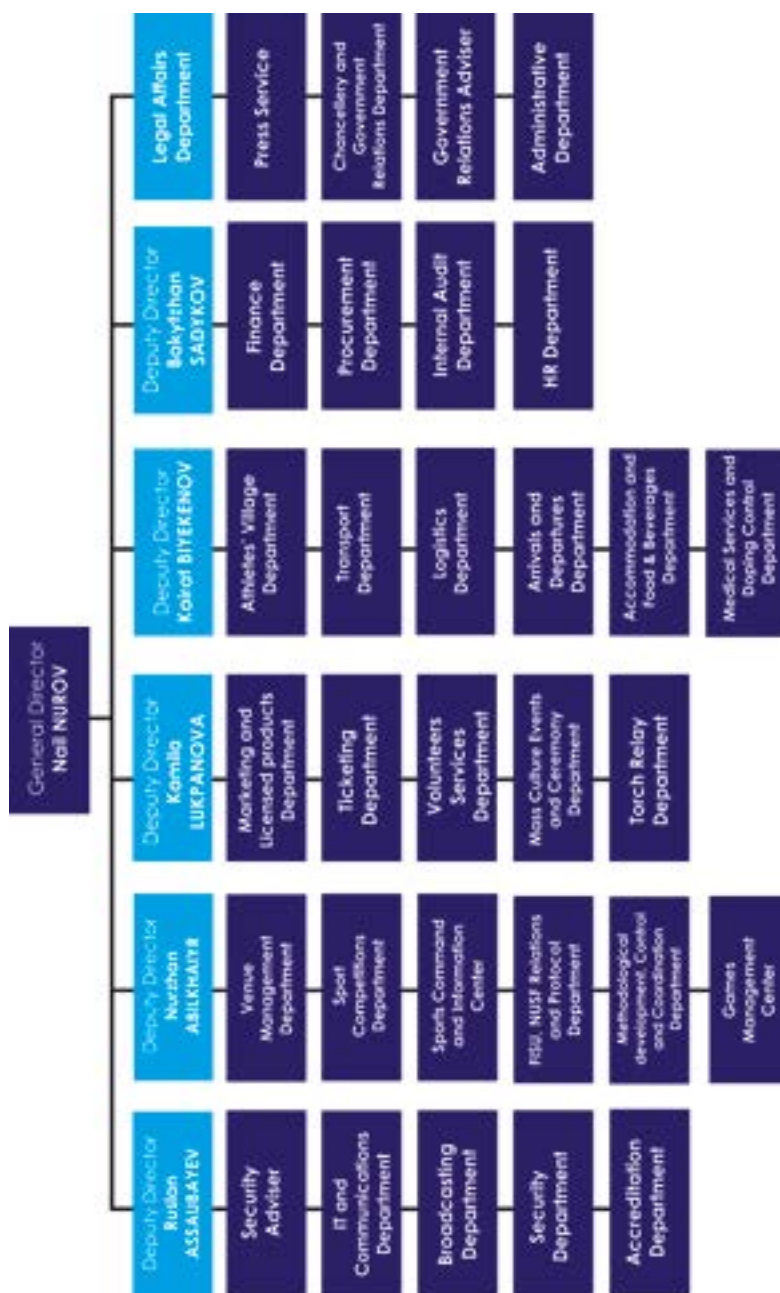 General Director
Nail NUROV
Deputy Director
Ruslan
ASSAUBAYEV
Security
Adviser
IT and
Communications
Department
Broadcasting
Department
Security
Department
Accreditation
Department
Deputy Director
Nurzhan
ABILKHAIYR
Venue
Management
Department
Sport
Competitions
Department
Sports Command
and Information
Center
FISU, NUSF Relations
and Protocol
Department
Methodological
development, Control
and Coordination
Department
Games
Management
Center
Deputy Director
Kamila
LUKPANOVA
Marketing and
Licensed products
Department
Ticketing
Department
Volunteers
Services
Department
Mass Culture Events
and Ceremony
Department
Torch Relay
Department
Deputy Director
Kairat BIYEKENOV
Athletes' Village
Department
Transport
Department
Logistics
Department
Arrivals and
Departures
Department
Accommodation and
Food & Beverages
Department
Medical Services and
Doping Control
Department
Deputy Director
Bakytzhan
SADYKOV
Finance
Department
Procurement
Department
Internal Audit
Department
HR Department
Legal Affairs
Department
Press Service
Chancellery and
Government
Relations Department
Government
Relations Adviser
Administrative
Department